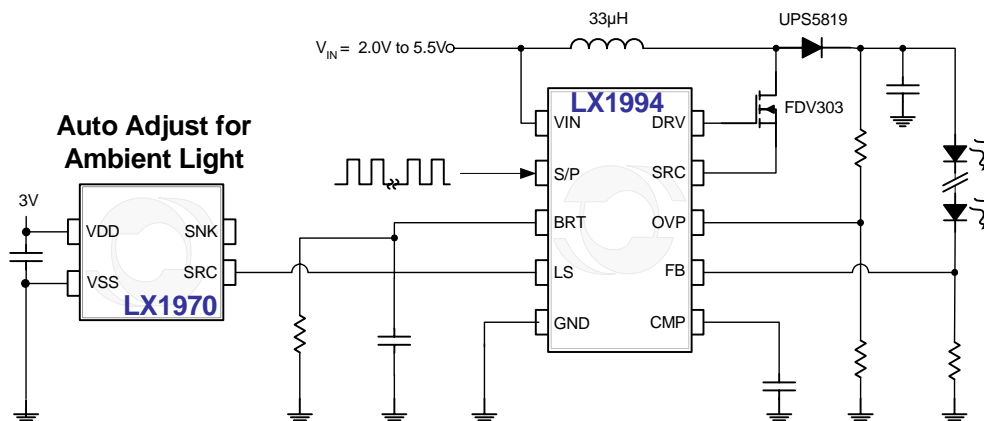 33µH
UPS5819
VIN = 2.0V to 5.5V
LX1994
FDV303
VIN
DRV
Auto Adjust for
Ambient Light
S/P
SRC
3V
VDD
SNK
BRT
OVP
VSS
SRC
LS
FB
LX1970
GND
CMP